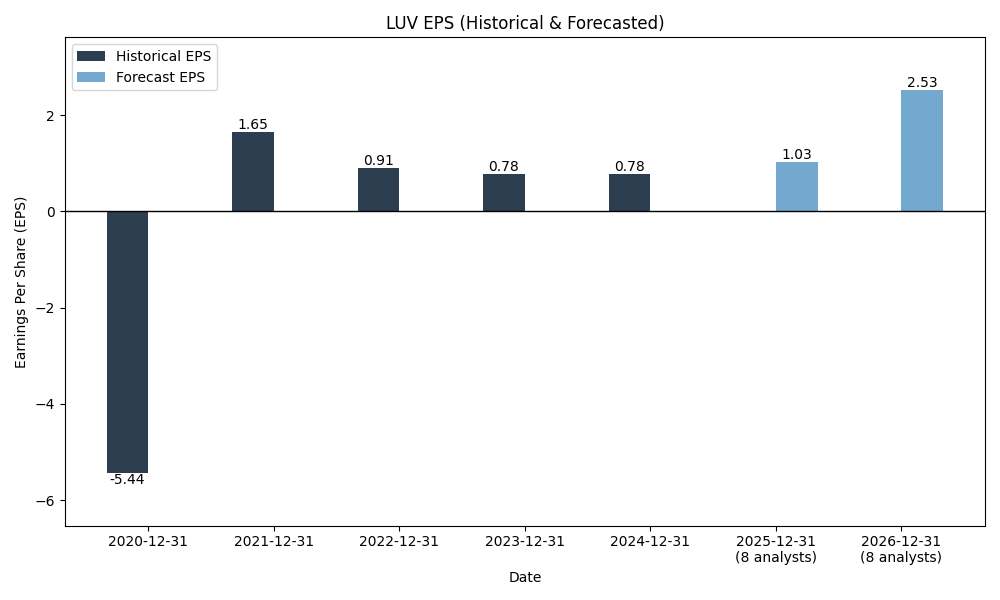 LUV EPS (Historical & Forecasted)
Historical EPS
Forecast EPS
2.53
1.65
1.03
0.91
0.78
0.78
-5.44
2
0
−2
−4
−6
Earnings Per Share (EPS)
2020-12-31
2021-12-31
2022-12-31
2023-12-31
2024-12-31
2025-12-31
(8 analysts)
2026-12-31
(8 analysts)
Date